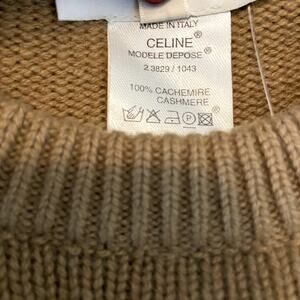 MADE IN ITALY
CELINE®
MODELE DEPOSE®
2.3829 / 1043
100% CACHEMIRE
CASHMERE ®